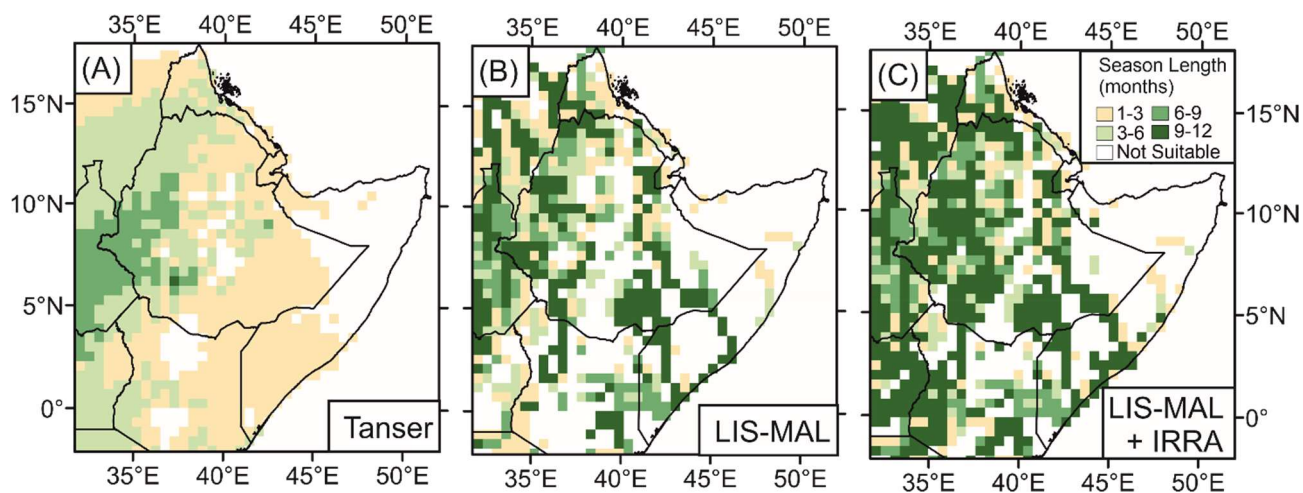 35°E 40°E 45°E 50°E
(A)
15°N
10°N
5°N
0°
Tanser
35°E 40°E 45°E 50°E
35°E 40°E 45°E 50°E
(B)
LIS-MAL
35°E 40°E 45°E 50°E
35°E 40°E 45°E 50°E
(C)
Season Length
(months)
1-3 6-9
3-6 9-12
Not Suitable
15°N
10°N
5°N
0°
LIS-MAL
+ IRRA
35°E 40°E 45°E 50°E